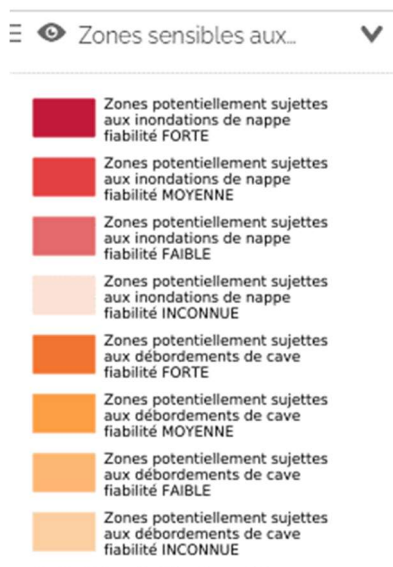 Zones sensibles aux...
Zones potentiellement sujettes
aux inondations de nappe
fiabilité FORTE
Zones potentiellement sujettes
aux inondations de nappe
fiabilité MOYENNE
Zones potentiellement sujettes
aux inondations de nappe
fiabilité FAIBLE
Zones potentiellement sujettes
aux inondations de nappe
fiabilité INCONNUE
Zones potentiellement sujettes
aux débordements de cave
fiabilité FORTE
Zones potentiellement sujettes
aux débordements de cave
fiabilité MOYENNE
Zones potentiellement sujettes
aux débordements de cave
fiabilité FAIBLE
Zones potentiellement sujettes
aux débordements de cave
fiabilité INCONNUE